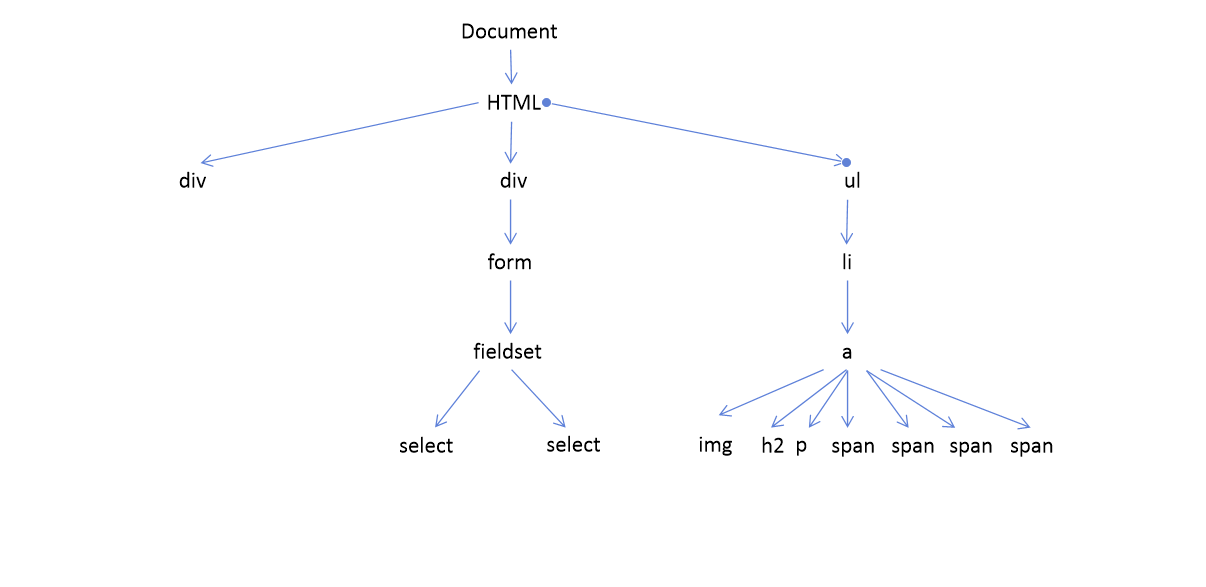 Document
HTML
div div ul
form li
fieldset a
select select img h2 p span span span span